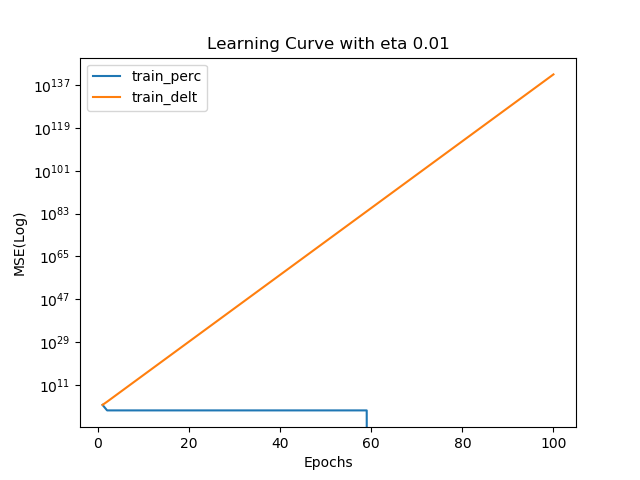 Learning Curve with eta 0.01
train_perc
train_delt
10^137
10^119
10^101
10^83
10^65
10^47
10^29
10^11
MSE(Log)
0 20 40 60 80 100
Epochs